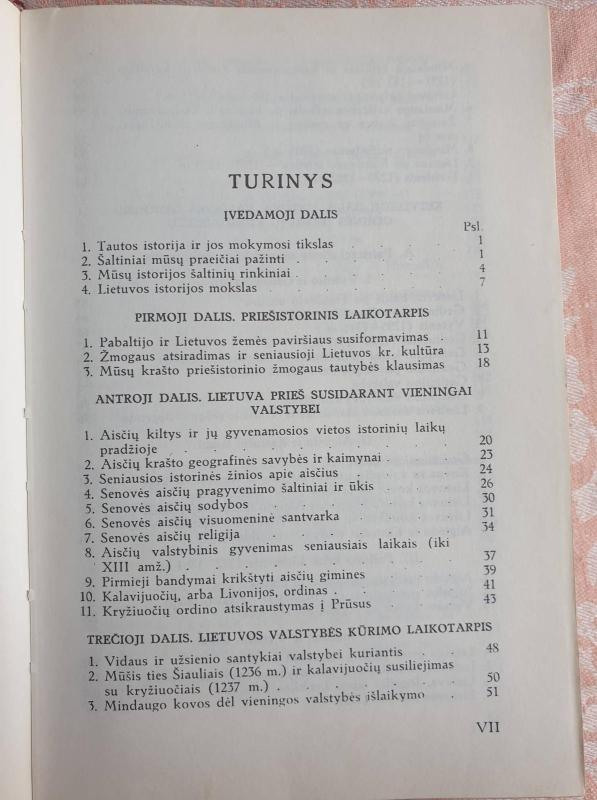 TURINYS
ĮVEDAMOJI DALIS
Psl.
1. Tautos istorija ir jos mokymosi tikslas . . . . 1
2. Šaltiniai mūsų praeičiai pažinti . . . . . 1
3. Mūsų istorijos šaltinių rinkiniai . . . . . 4
4. Lietuvos istorijos mokslas . . . . . . 7
PIRMOJI DALIS. PRIEŠISTORINIS LAIKOTARPIS
1. Pabaltijo ir Lietuvos žemės paviršiaus susiformavimas . 11
2. Žmogaus atsiradimas ir seniausioji Lietuvos kr. kultūra 13
3. Mūsų krašto priešistorinio žmogaus tautybės klausimas 18
ANTROJI DALIS. LIETUVA PRIEŠ SUSIDARANT VIENINGAI
VALSTYBEI
1. Aisčių kiltys ir jų gyvenamosios vietos istorinių laikų
pradžioje . . . . . . . . 20
2. Aisčių krašto geografinės savybės ir kaimynai . . . 23
3. Seniausios istorinės žinios apie aisčius . . . . 24
4. Senovės aisčių pragyvenimo šaltiniai ir ūkis . . . 26
5. Senovės aisčių sodybos . . . . . . 30
6. Senovės aisčių visuomeninė santvarka . . . . 31
7. Senovės aisčių religija . . . . . . 34
8. Aisčių valstybinis gyvenimas seniausiais laikais (iki
XIII amž.) . . . . . . . . 37
9. Pirmieji bandymai krikštyti aisčių gimines . . . 39
10. Kalavijuočių, arba Livonijos, ordinas . . . . 41
11. Kryžiuočių ordino atsikraustymas į Prūsus . . . 43
TREČIOJI DALIS. LIETUVOS VALSTYBĖS KŪRIMO LAIKOTARPIS
1. Vidaus ir užsienio santykiai valstybei kuriantis . . 48
2. Mūšis ties Šiauliais (1236 m.) ir kalavijuočių susiliejimas
su kryžiuočiais (1237 m.) . . . . . . 50
3. Mindaugo kovos dėl vieningos valstybės išlaikymo . 51
VII